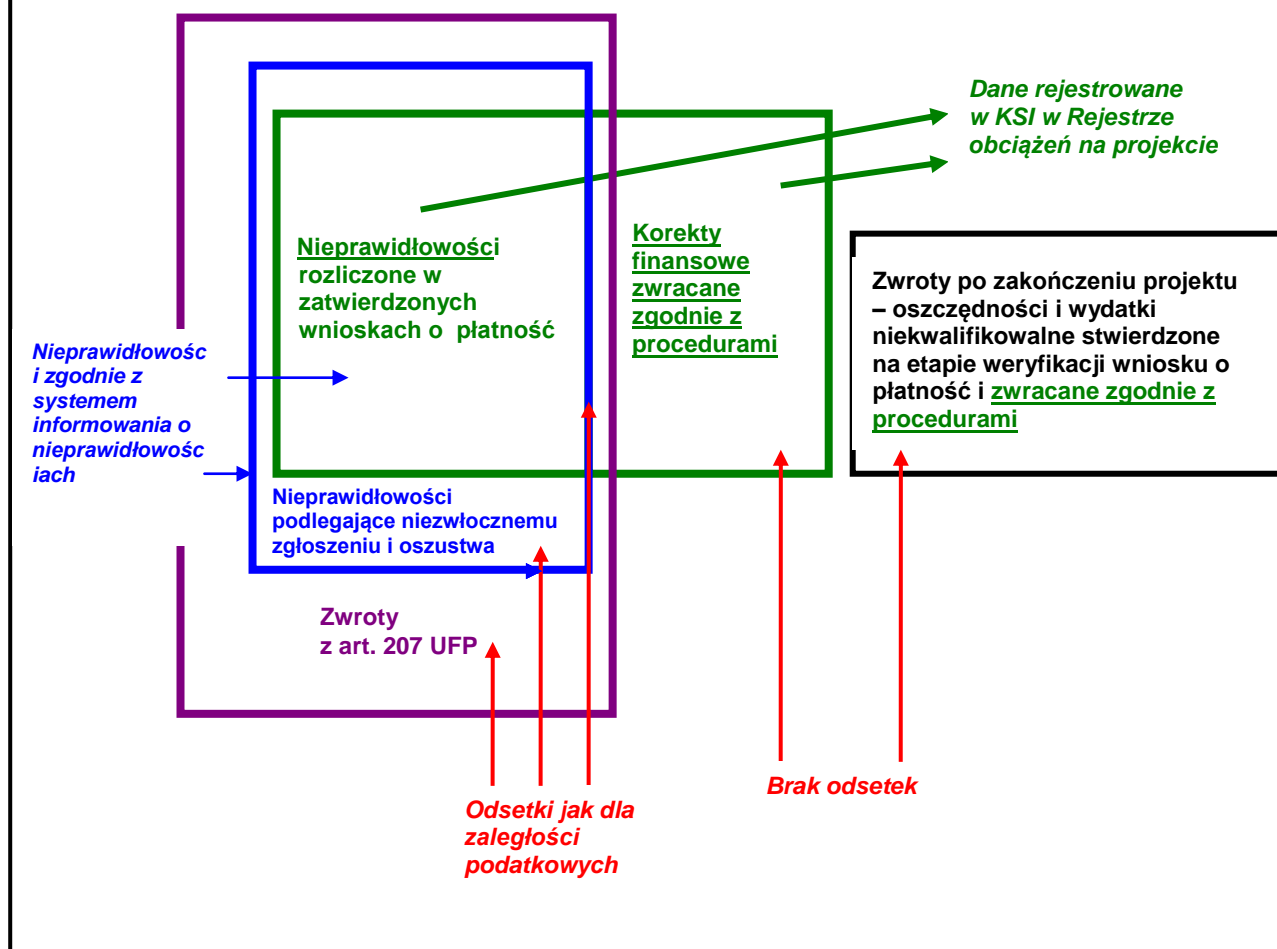 Dane rejestrowane
w KSI w Rejestrze
obciążeń na projekcie
Nieprawidłowości
rozliczone w
zatwierdzonych
wnioskach o płatność
Korekty
finansowe
zwracane
zgodnie z
procedurami
Zwroty po zakończeniu projektu
– oszczędności i wydatki
niekwalifikowalne stwierdzone
na etapie weryfikacji wniosku o
płatność i zwracane zgodnie z
procedurami
Nieprawidłowośc
i zgodnie z
systemem
informowania o
nieprawidłowośc
iach
Nieprawidłowości
podlegające niezwłocznemu
zgłoszeniu i oszustwa
Zwroty
z art. 207 UFP
Odsetki jak dla
zaległości
podatkowych
Brak odsetek